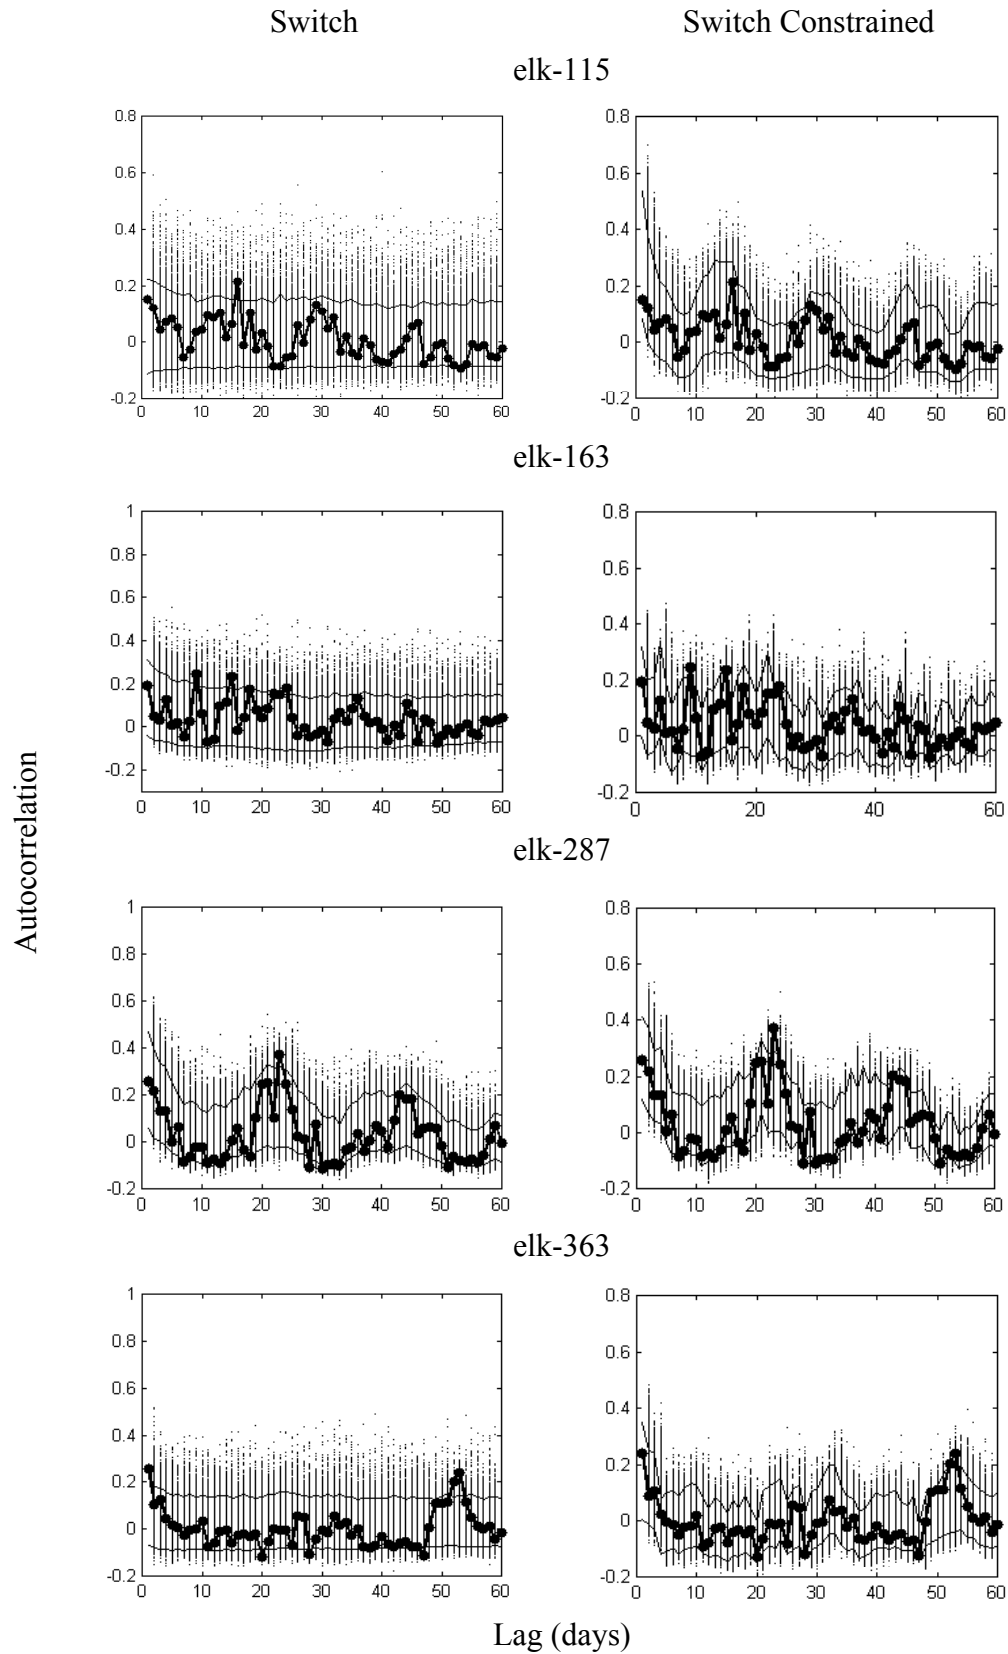 Switch Switch Constrained
elk-115
0.8 0.8
0.6 0.6
0.4 0.4
0.2 0.2
0 0
-0.2 -0.2
0 10 20 30 40 50 60 0 10 20 30 40 50 60
elk-163
1 0.8
0.8 0.6
0.6 0.4
0.4 0.2
0.2 0
0 -0.2
-0.2
0 10 20 30 40 50 60 0 20 40 60
Autocorrelation
elk-287
1 0.8
0.8 0.6
0.6 0.4
0.4 0.2
0.2 0
0 -0.2
-0.2
0 10 20 30 40 50 60 0 10 20 30 40 50 60
elk-363
1 0.8
0.8 0.6
0.6 0.4
0.4 0.2
0.2 0
0 -0.2
-0.2
0 10 20 30 40 50 60 0 10 20 30 40 50 60
Lag (days)